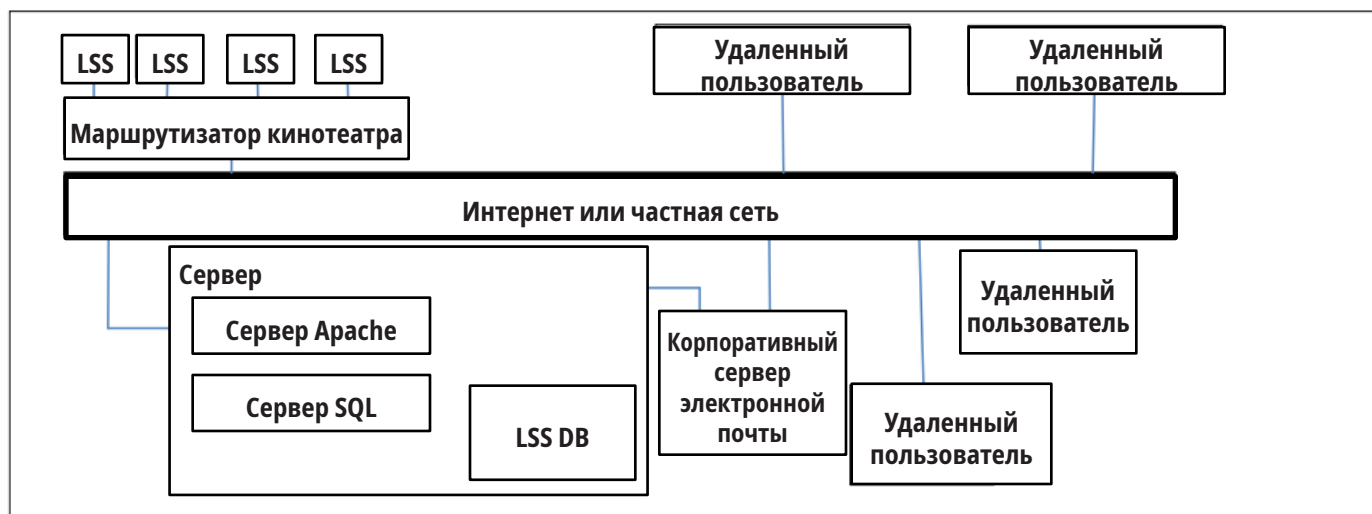 LSS LSS LSS LSS
Маршрутизатор кинотеатра
Удаленный
пользователь
Удаленный
пользователь
Интернет или частная сеть
Сервер
Сервер Apache
Сервер SQL
LSS DB
Корпоративный
сервер
электронной
почты
Удаленный
пользователь
Удаленный
пользователь